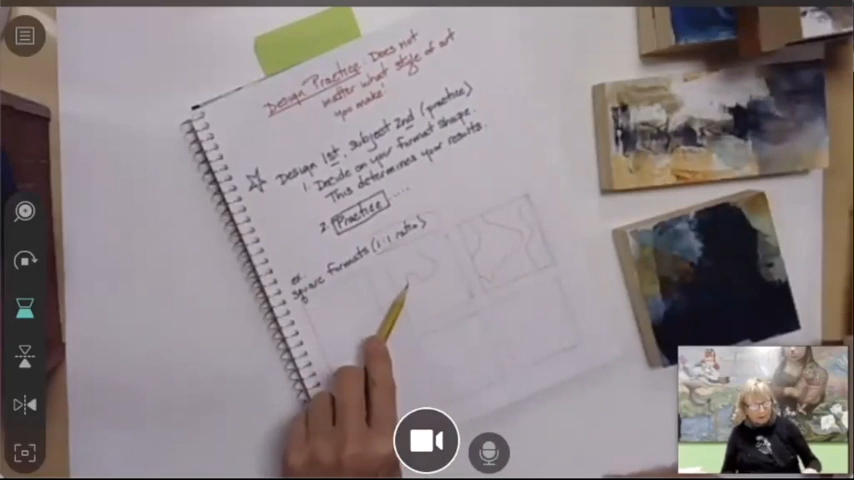 Design Practice. Does not
matter what style of art
you make!
Design 1st, subject 2nd (practice)
1. Decide on your format shape.
This determines your results.
2. Practice ....
ex.
square formats (1:1 ratio)